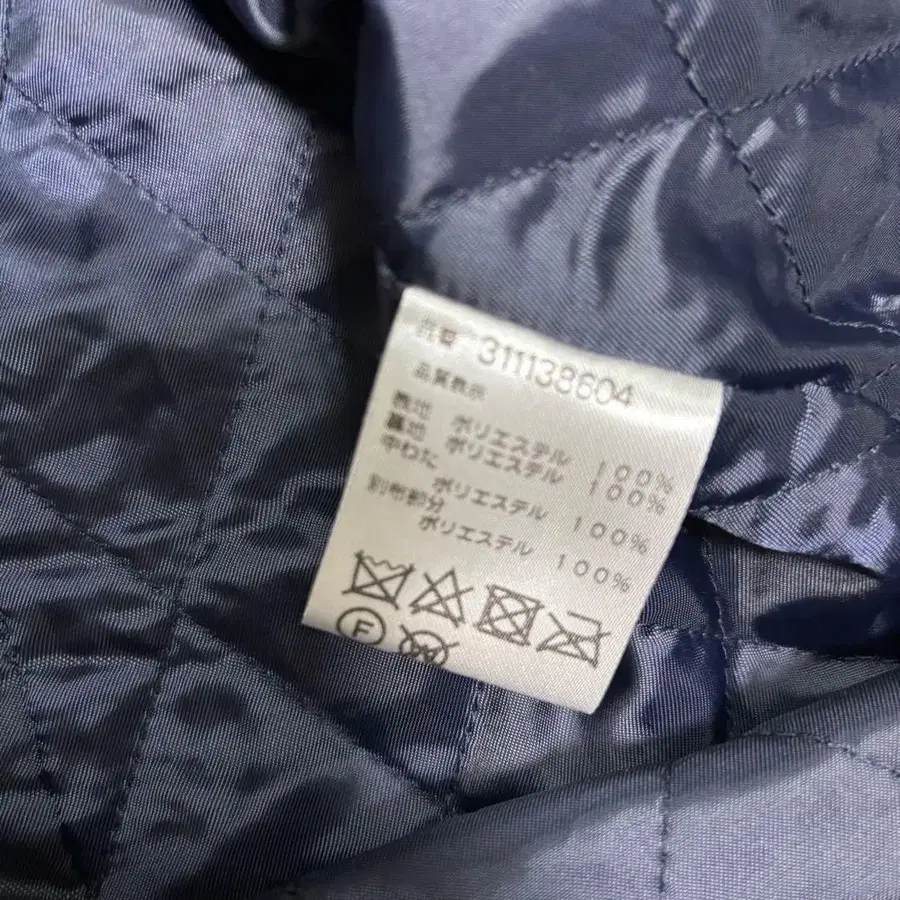 品番 311138604
品質表示
表地 ポリエステル 100%
裏地 ポリエステル 100%
中わた
ポリエステル 100%
別布部分
ポリエステル 100%
F
W